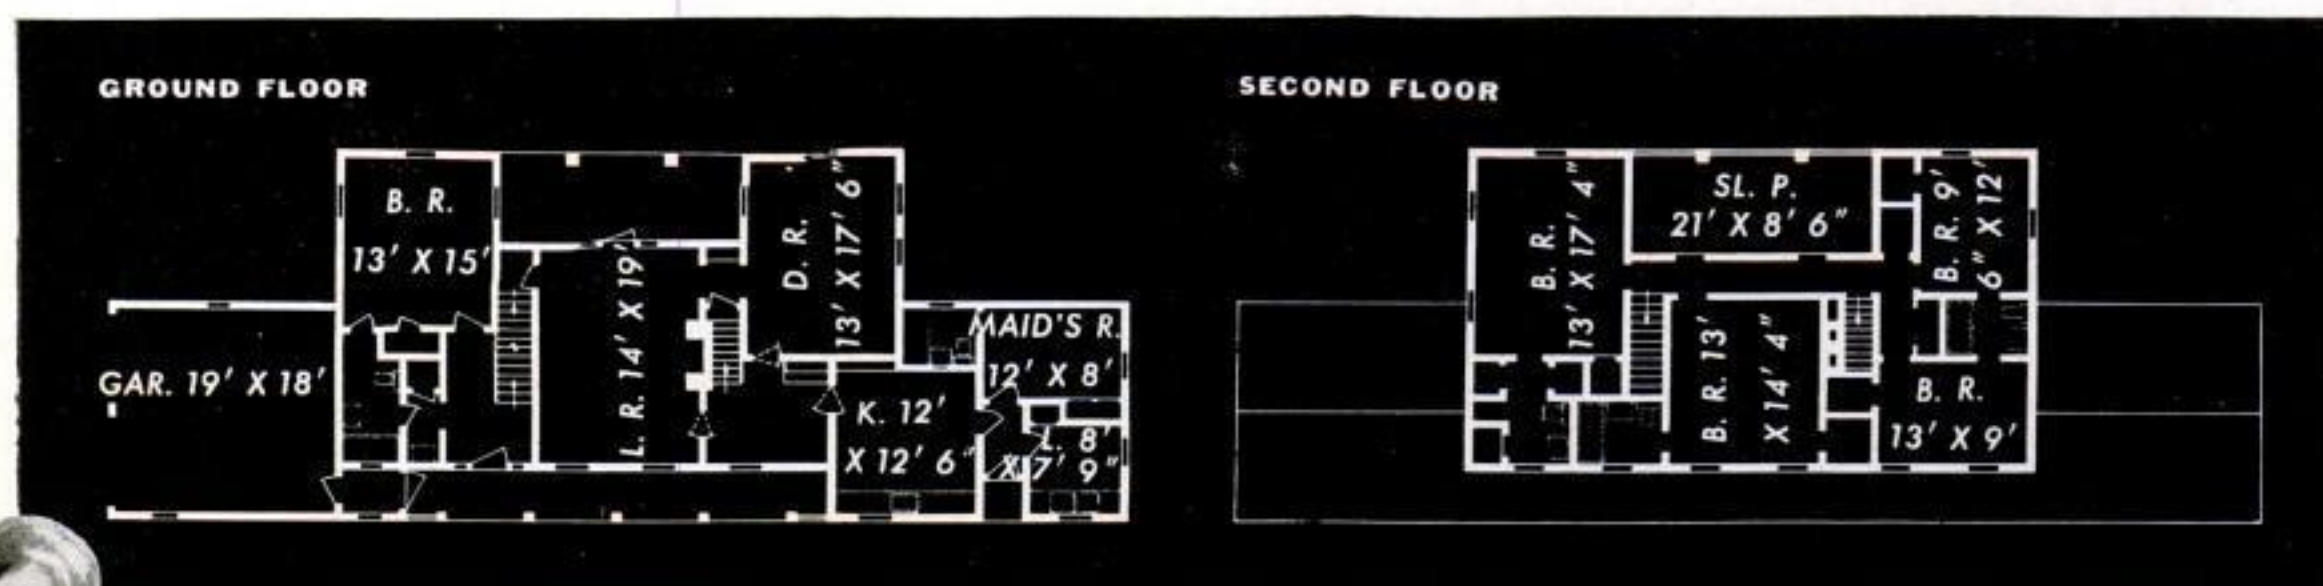 GROUND FLOOR
B. R.
13' X 15'
GAR. 19' X 18'
L. R. 14' X 19'
D. R.
13' X 17' 6"
MAID'S R.
12' X 8'
K. 12'
X 12' 6"
L. 8'
X 7' 9"
SECOND FLOOR
B. R.
13' X 17' 4"
SL. P.
21' X 8' 6"
B. R. 9'
6" X 12'
B. R. 13'
X 14' 4"
B. R.
13' X 9'